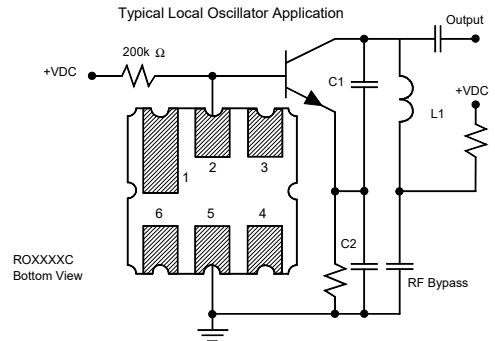 Typical Local Oscillator Application
Output
200k Ω
+VDC
C1
+VDC
L1
1
2
3
6
5
4
C2
ROXXXXC
Bottom View
RF Bypass